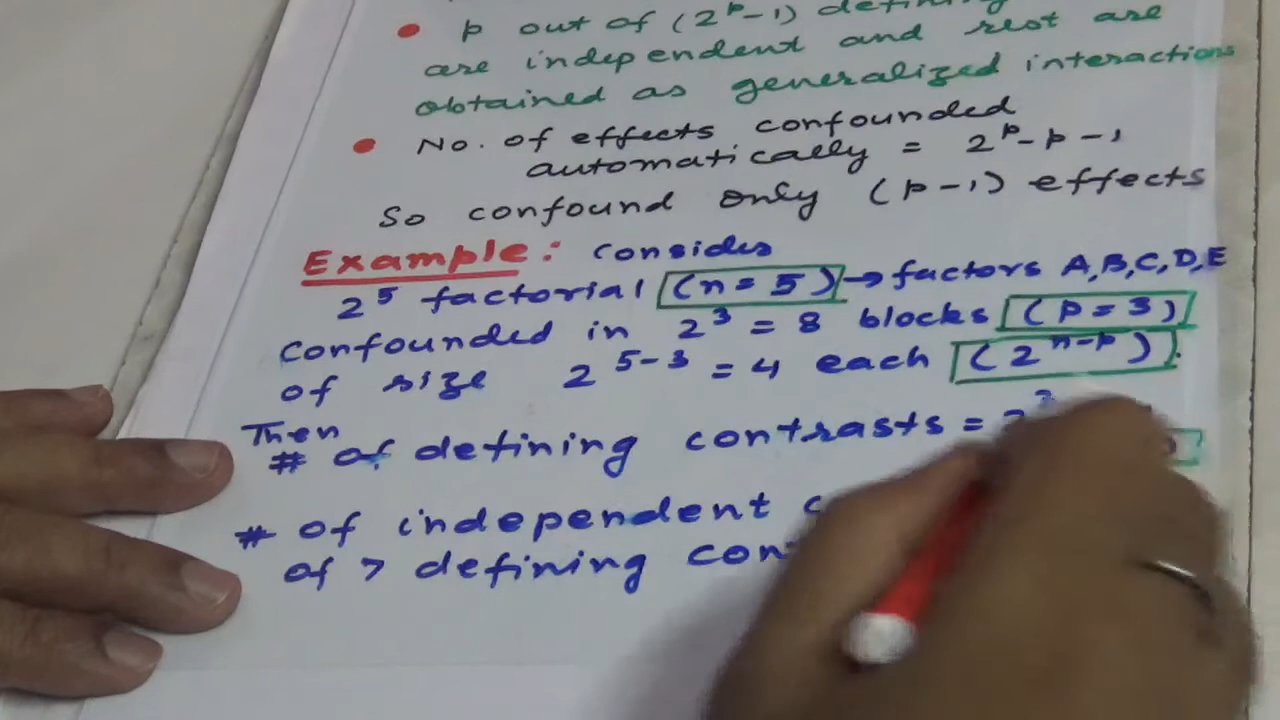 p out of (2^p-1)
are independent and rest are
obtained as generalized interactions
No. of effects confounded
automatically = 2^p-p-1
So confound only (p-1) effects
Example: Consider
2^5 factorial (n=5) → factors A,B,C,D,E
confounded in 2^3 = 8 blocks (p=3)
of size 2^5-3 = 4 each (2^n-p).
Then
# of defining contrasts =
# of independent
of 7 defining